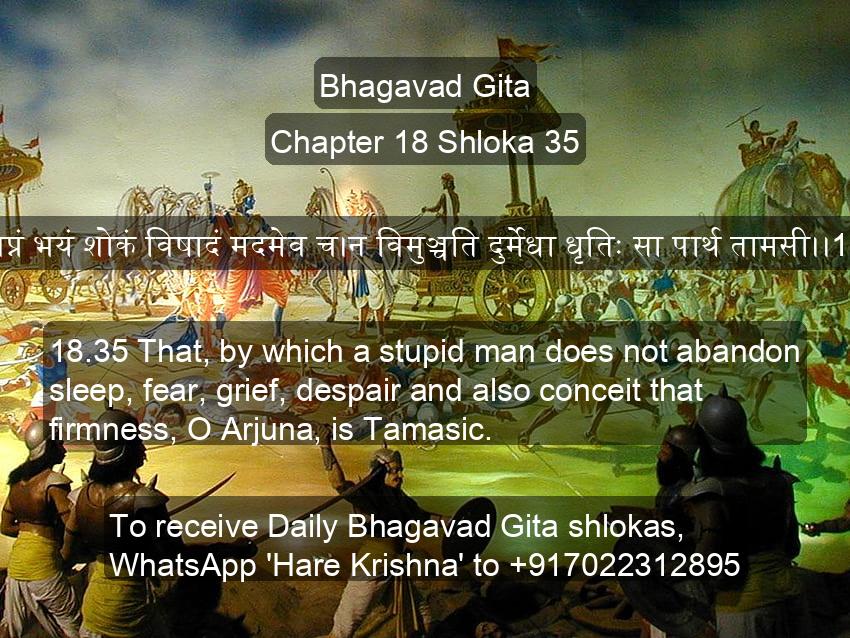 Bhagavad Gita
Chapter 18 Shloka 35
भयं शोकं विषादं मदमेव च।न विमुञ्चति दुर्मेधा धृतिः सा पार्थ तामसी।।1
18.35 That, by which a stupid man does not abandon
sleep, fear, grief, despair and also conceit that
firmness, O Arjuna, is Tamasic.
To receive Daily Bhagavad Gita shlokas,
WhatsApp 'Hare Krishna' to +917022312895